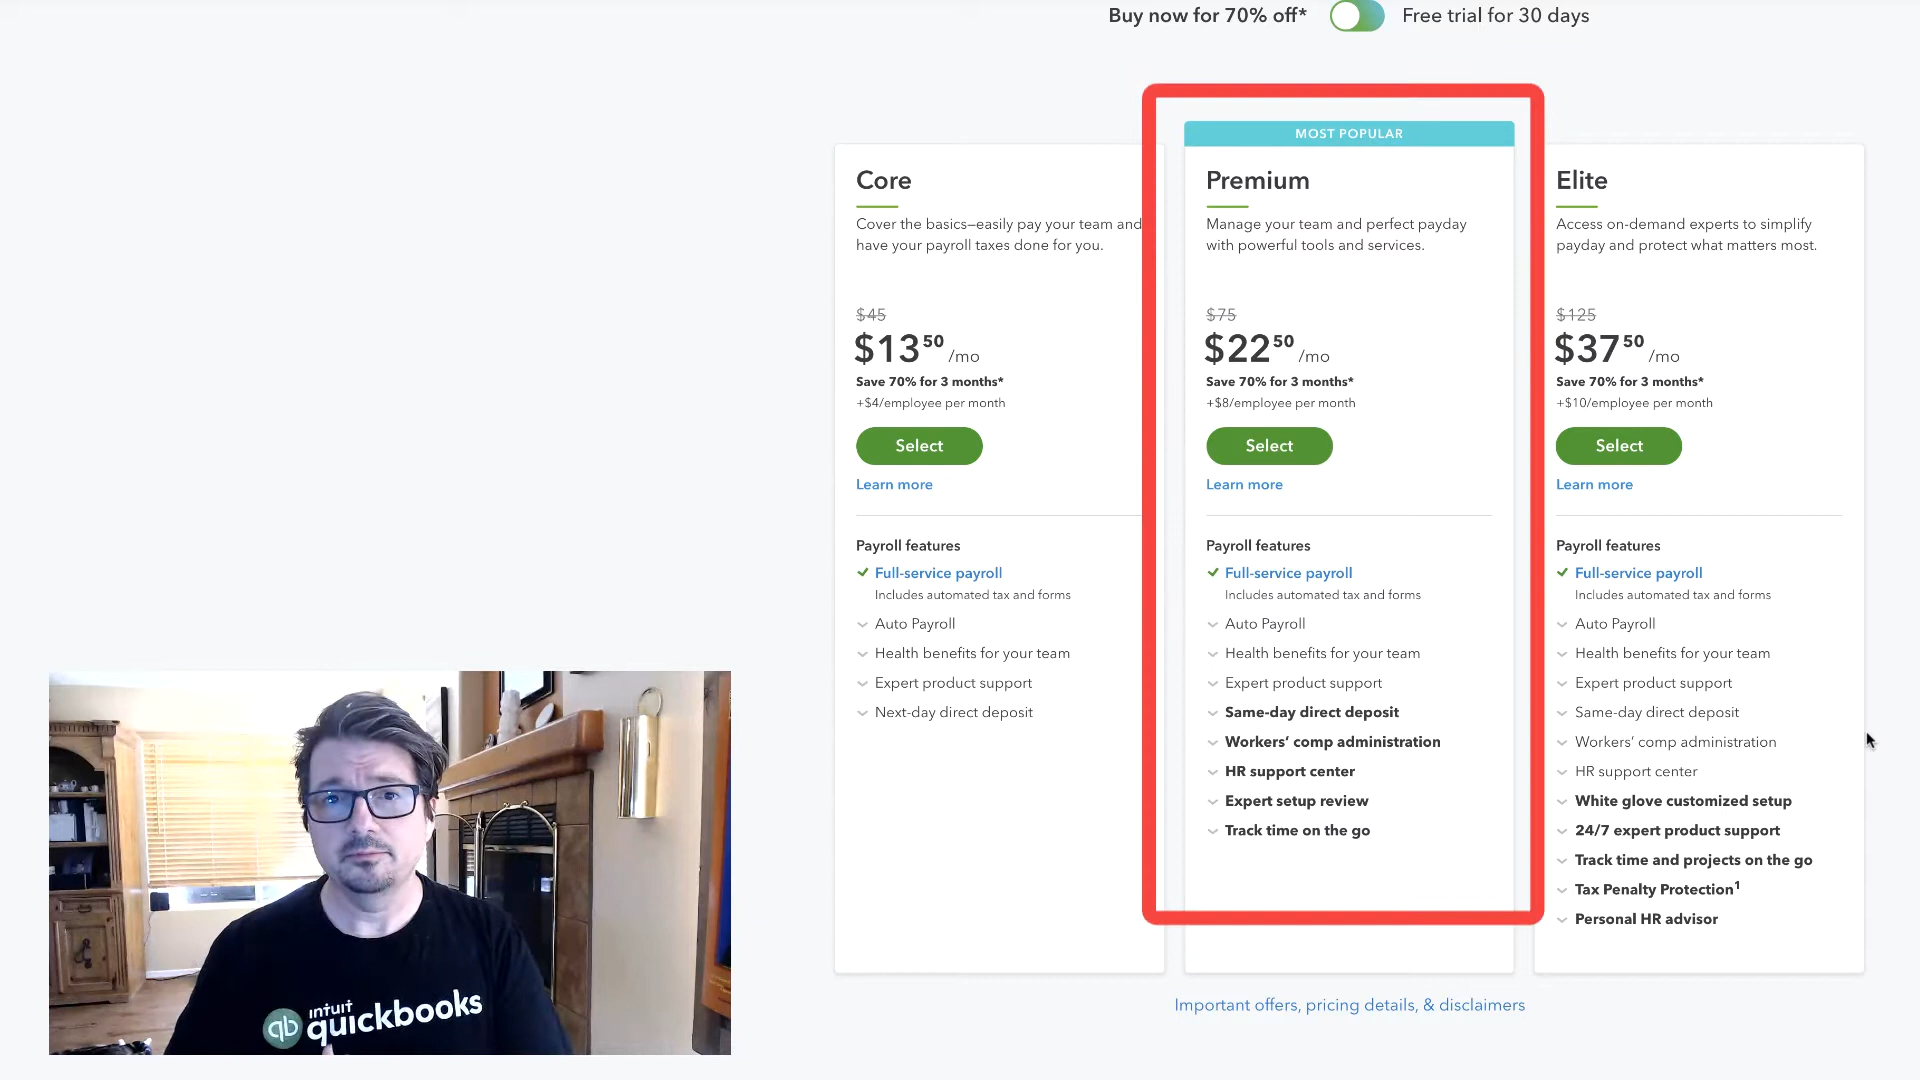 Buy now for 70% off* Free trial for 30 days
Core
Cover the basics—easily pay your team and
have your payroll taxes done for you.
$45
$13 50 /mo
Save 70% for 3 months*
+$4/employee per month
Select
Learn more
Payroll features
Full-service payroll
Includes automated tax and forms
Auto Payroll
Health benefits for your team
Expert product support
Next-day direct deposit
MOST POPULAR
Premium
Manage your team and perfect payday
with powerful tools and services.
$75
$22 50 /mo
Save 70% for 3 months*
+$8/employee per month
Select
Learn more
Payroll features
Full-service payroll
Includes automated tax and forms
Auto Payroll
Health benefits for your team
Expert product support
Same-day direct deposit
Workers’ comp administration
HR support center
Expert setup review
Track time on the go
Elite
Access on-demand experts to simplify
payday and protect what matters most.
$125
$37 50 /mo
Save 70% for 3 months*
+$10/employee per month
Select
Learn more
Payroll features
Full-service payroll
Includes automated tax and forms
Auto Payroll
Health benefits for your team
Expert product support
Same-day direct deposit
Workers’ comp administration
HR support center
White glove customized setup
24/7 expert product support
Track time and projects on the go
Tax Penalty Protection1
Personal HR advisor
Important offers, pricing details, & disclaimers
intuit
qb quickbooks